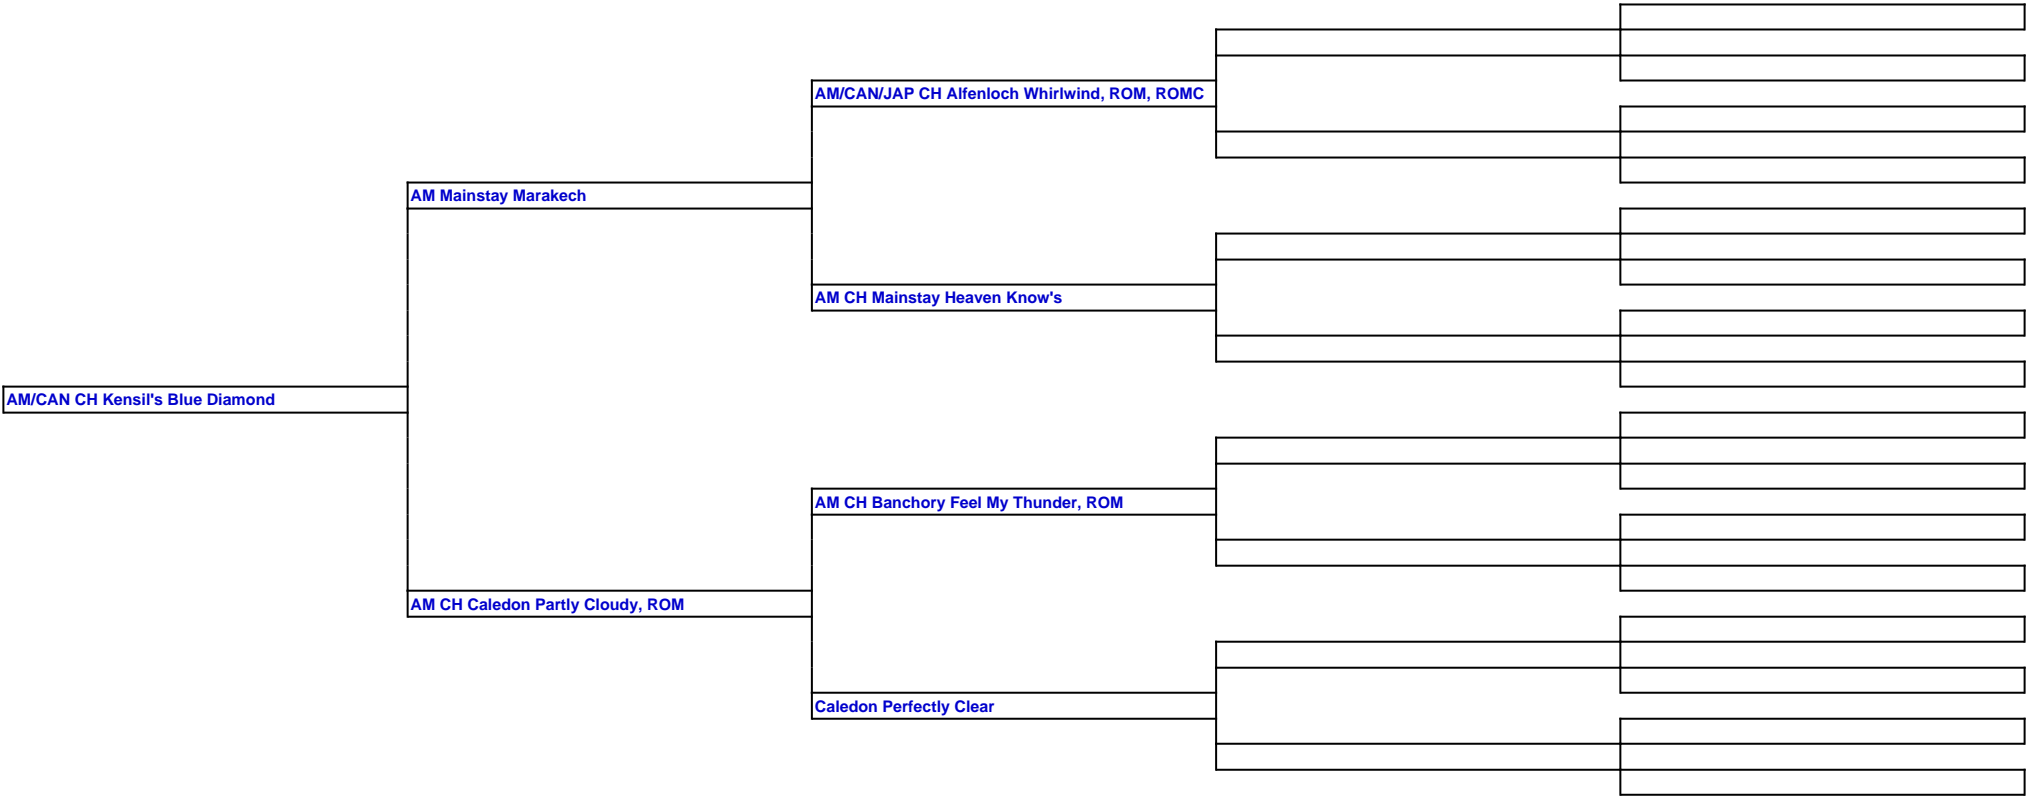 AM/CAN/JAP CH Alfenloch Whirlwind, ROM, ROMC
AM Mainstay Marakech
AM CH Mainstay Heaven Know's
AM/CAN CH Kensil's Blue Diamond
AM CH Banchory Feel My Thunder, ROM
AM CH Caledon Partly Cloudy, ROM
Caledon Perfectly Clear